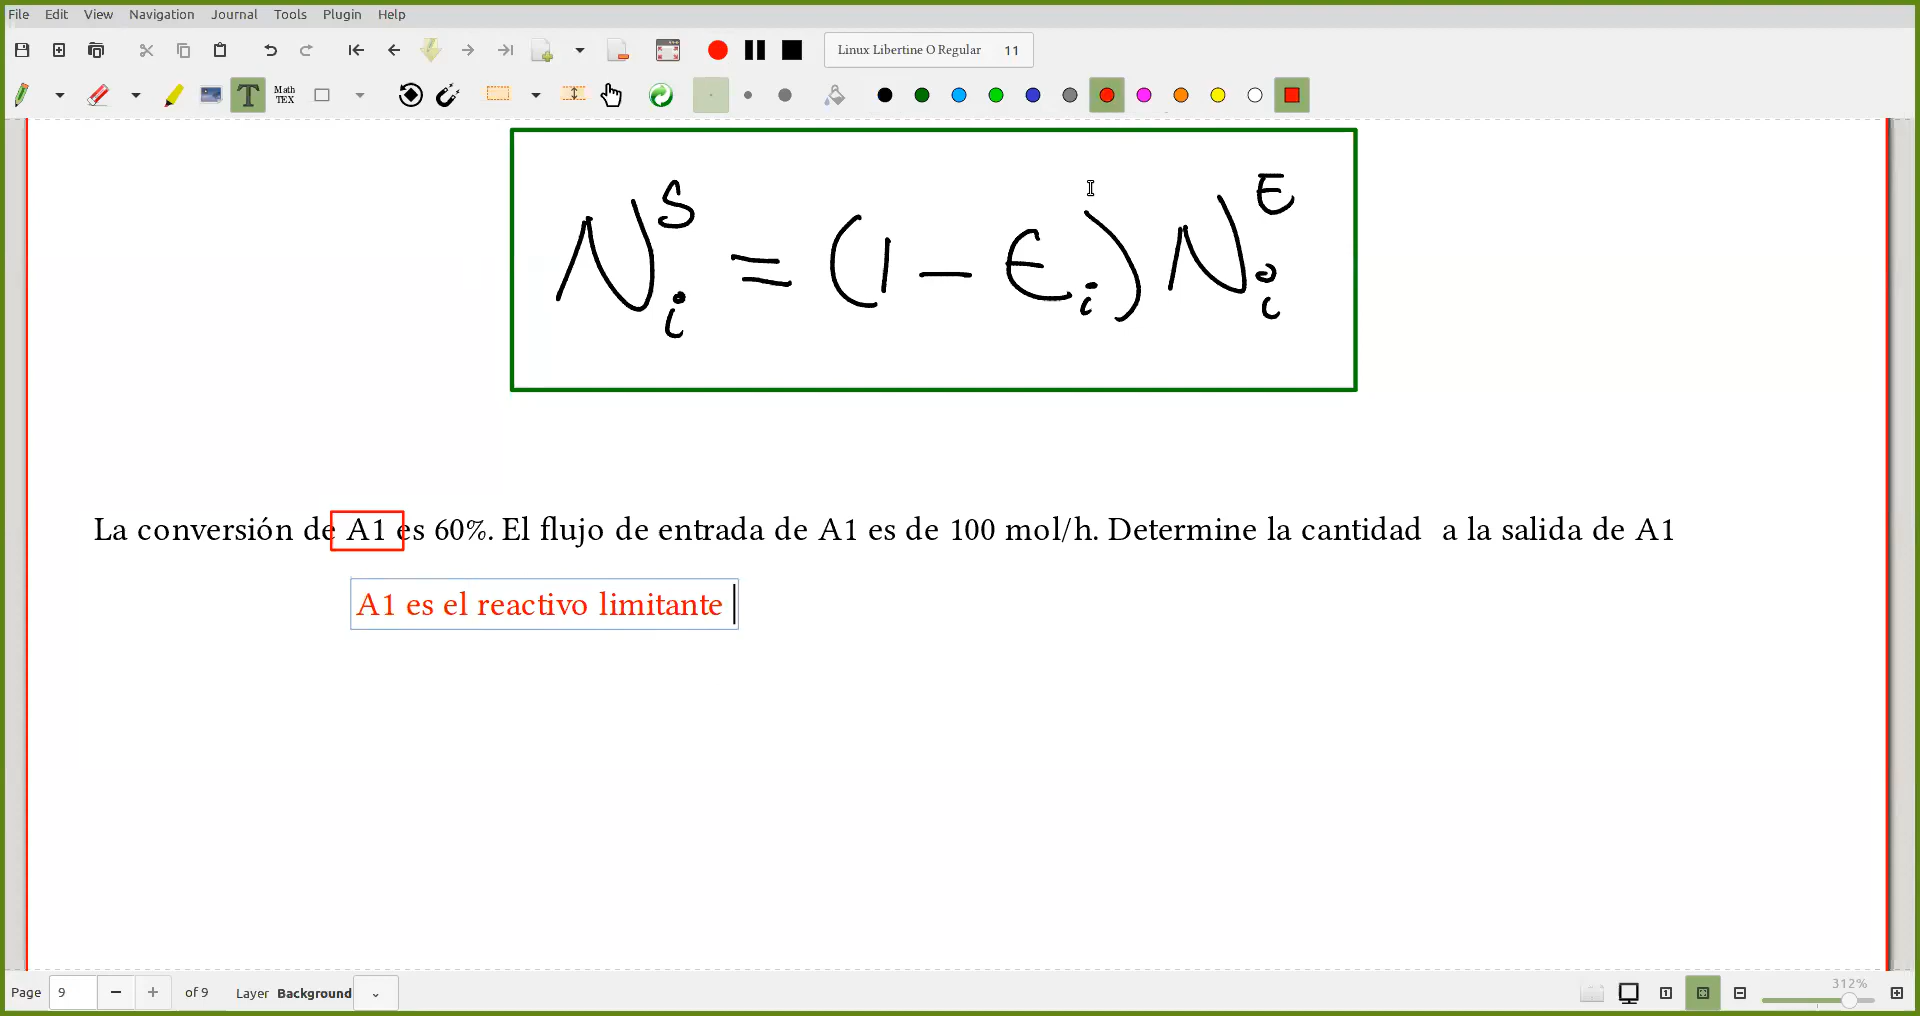 File Edit View Navigation Journal Tools Plugin Help
Linux Libertine O Regular 11
T Math TEX
N_i^S = (1 - ϵ_i) N_i^E
La conversión de A1 es 60%. El flujo de entrada de A1 es de 100 mol/h. Determine la cantidad a la salida de A1
A1 es el reactivo limitante
312%
Page 9 of 9 Layer Background